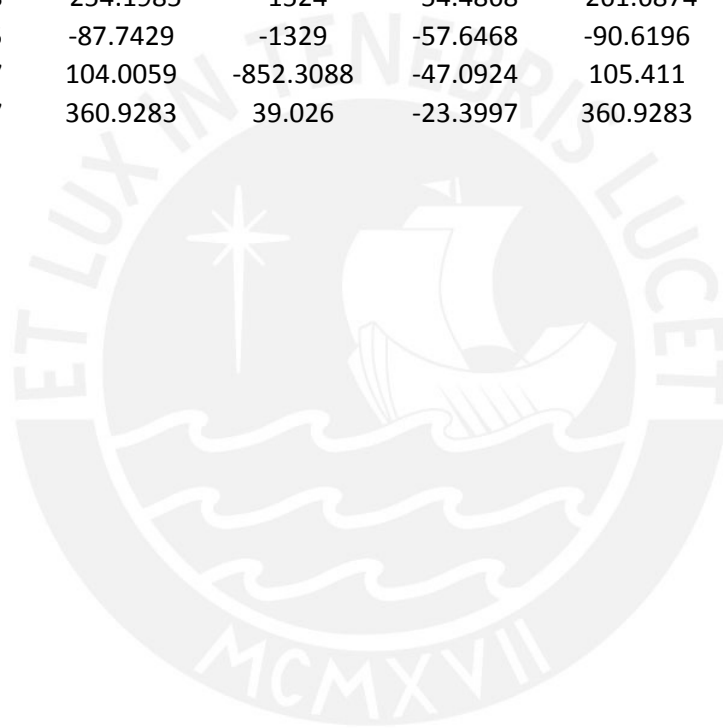 -87.7429 -1329 -57.6468 -90.6196
104.0059 -852.3088 -47.0924 105.411
360.9283 39.026 -23.3997 360.9283
ET LUX IN TENEBRIS LUCET
MCMXVII